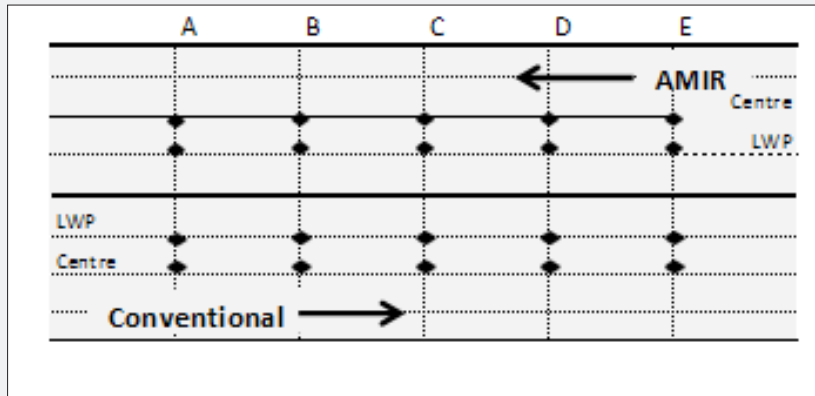 A B C D E
AMIR
Centre
LWP
LWP
Centre
Conventional